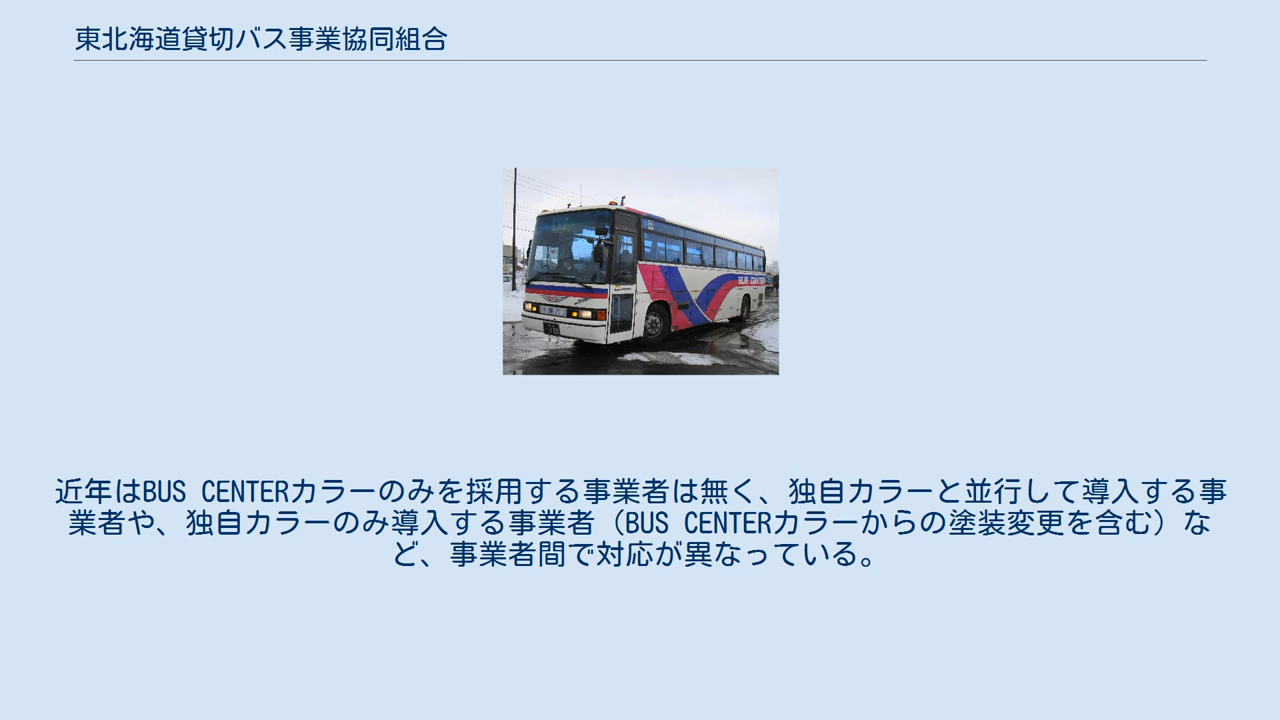 東北海道貸切バス事業協同組合
BUS CENTER
近年はBUS CENTERカラーのみを採用する事業者は無く、独自カラーと並行して導入する事
業者や、独自カラーのみ導入する事業者（BUS CENTERカラーからの塗装変更を含む）な
ど、事業者間で対応が異なっている。